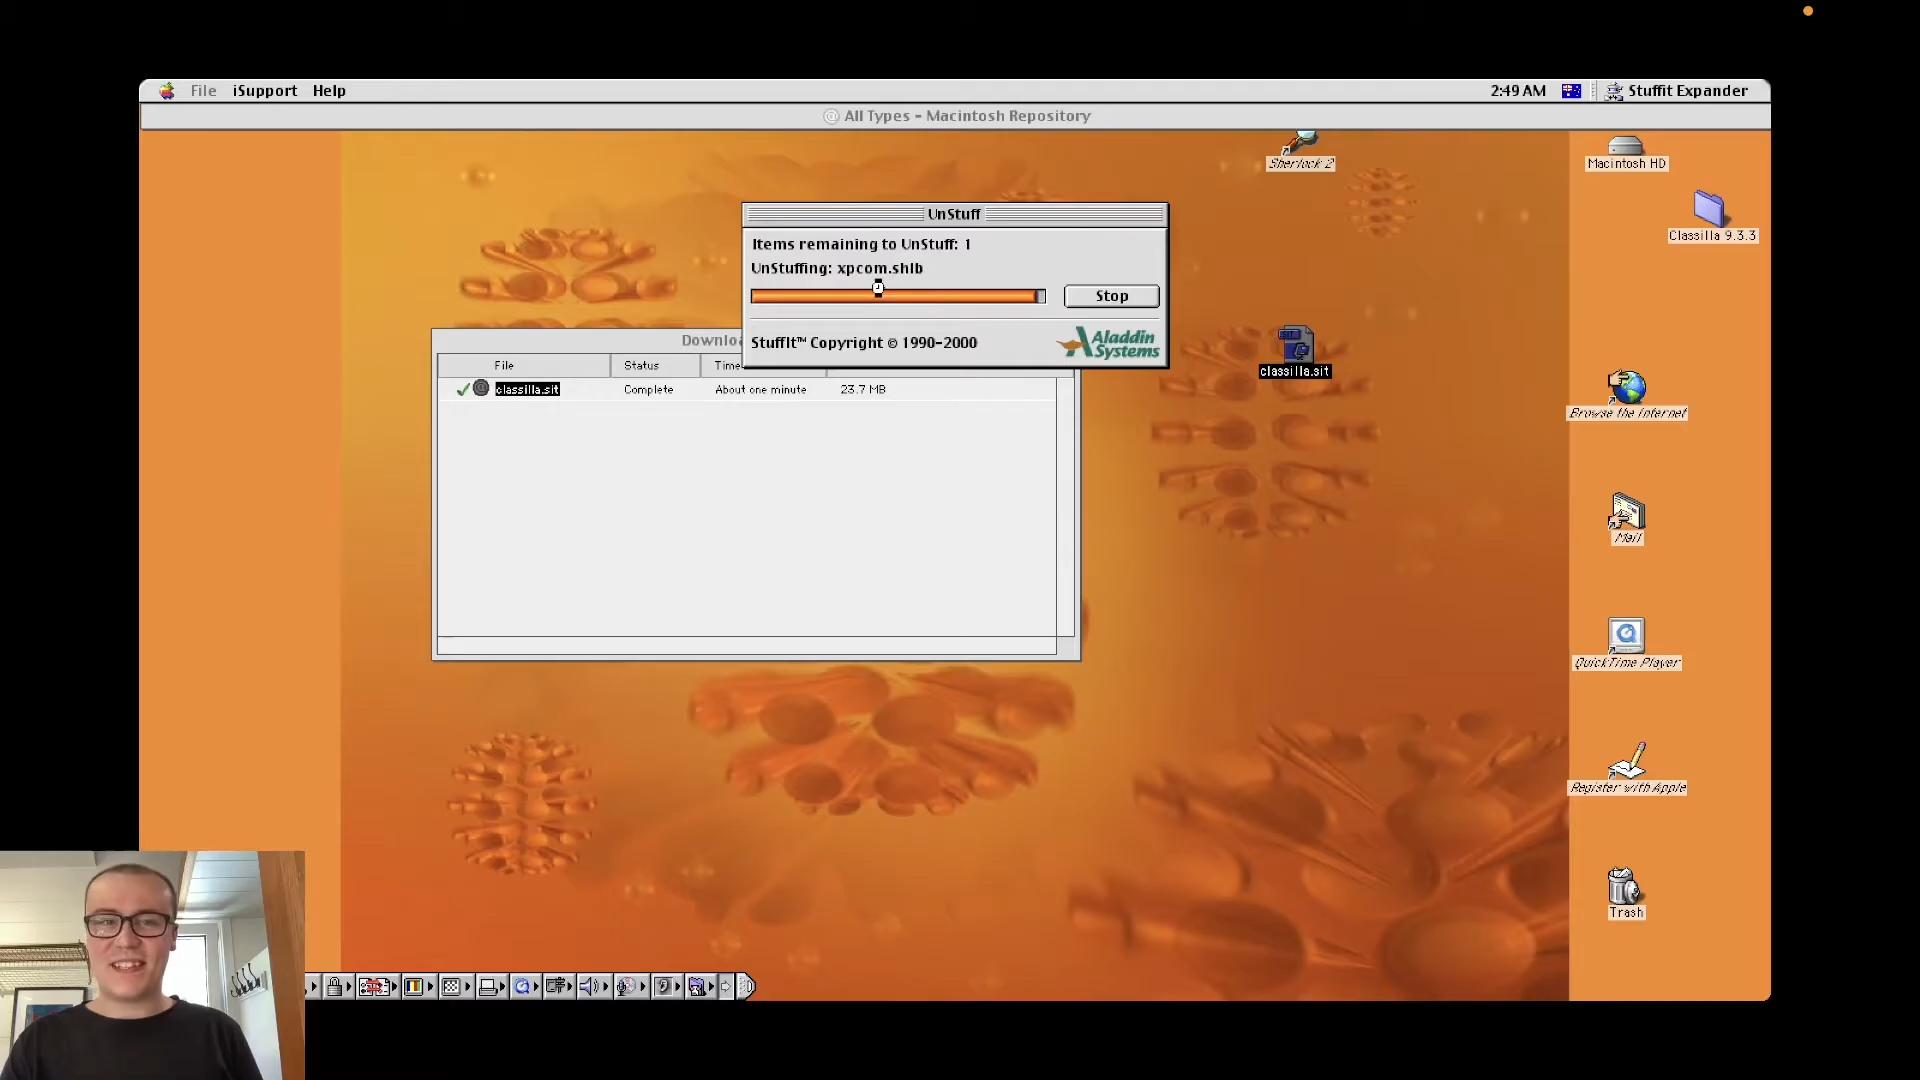 File iSupport Help
2:49 AM
Stuffit Expander
@ All Types - Macintosh Repository
Sherlock 2
Macintosh HD
Classilla 9.3.3
UnStuff
Items remaining to UnStuff: 1
UnStuffing: xpcom.shlb
Stop
StuffIt™ Copyright © 1990-2000
Aladdin
Systems
Downlo
File Status Time
classilla.sit Complete About one minute 23.7 MB
SIT
classilla.sit
Browse the Internet
Mail
QuickTime Player
Register with Apple
Trash